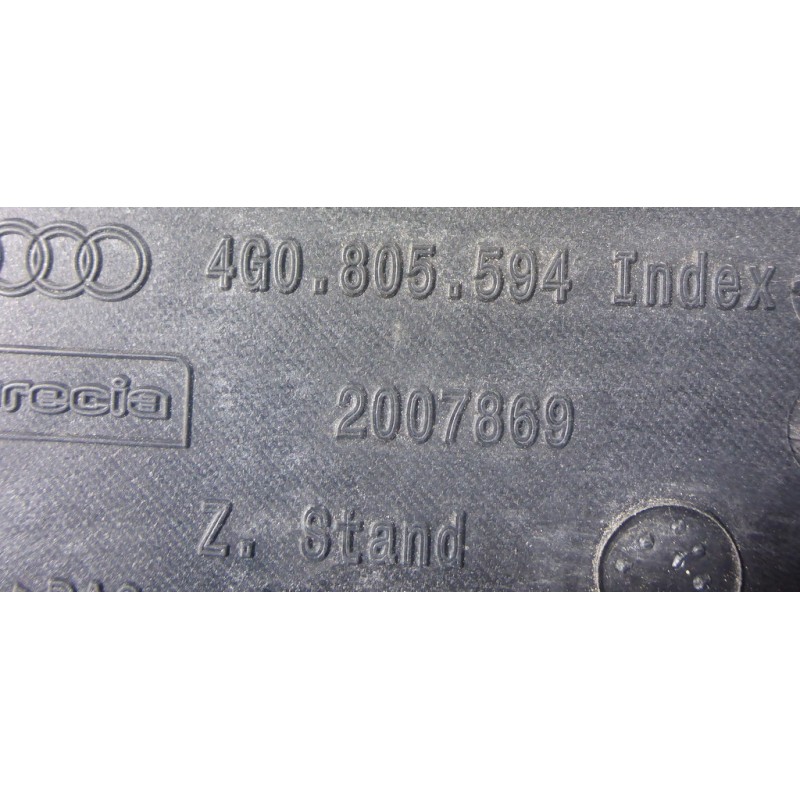 4G0.805.594 Index
recia
2007869
Z. Stand